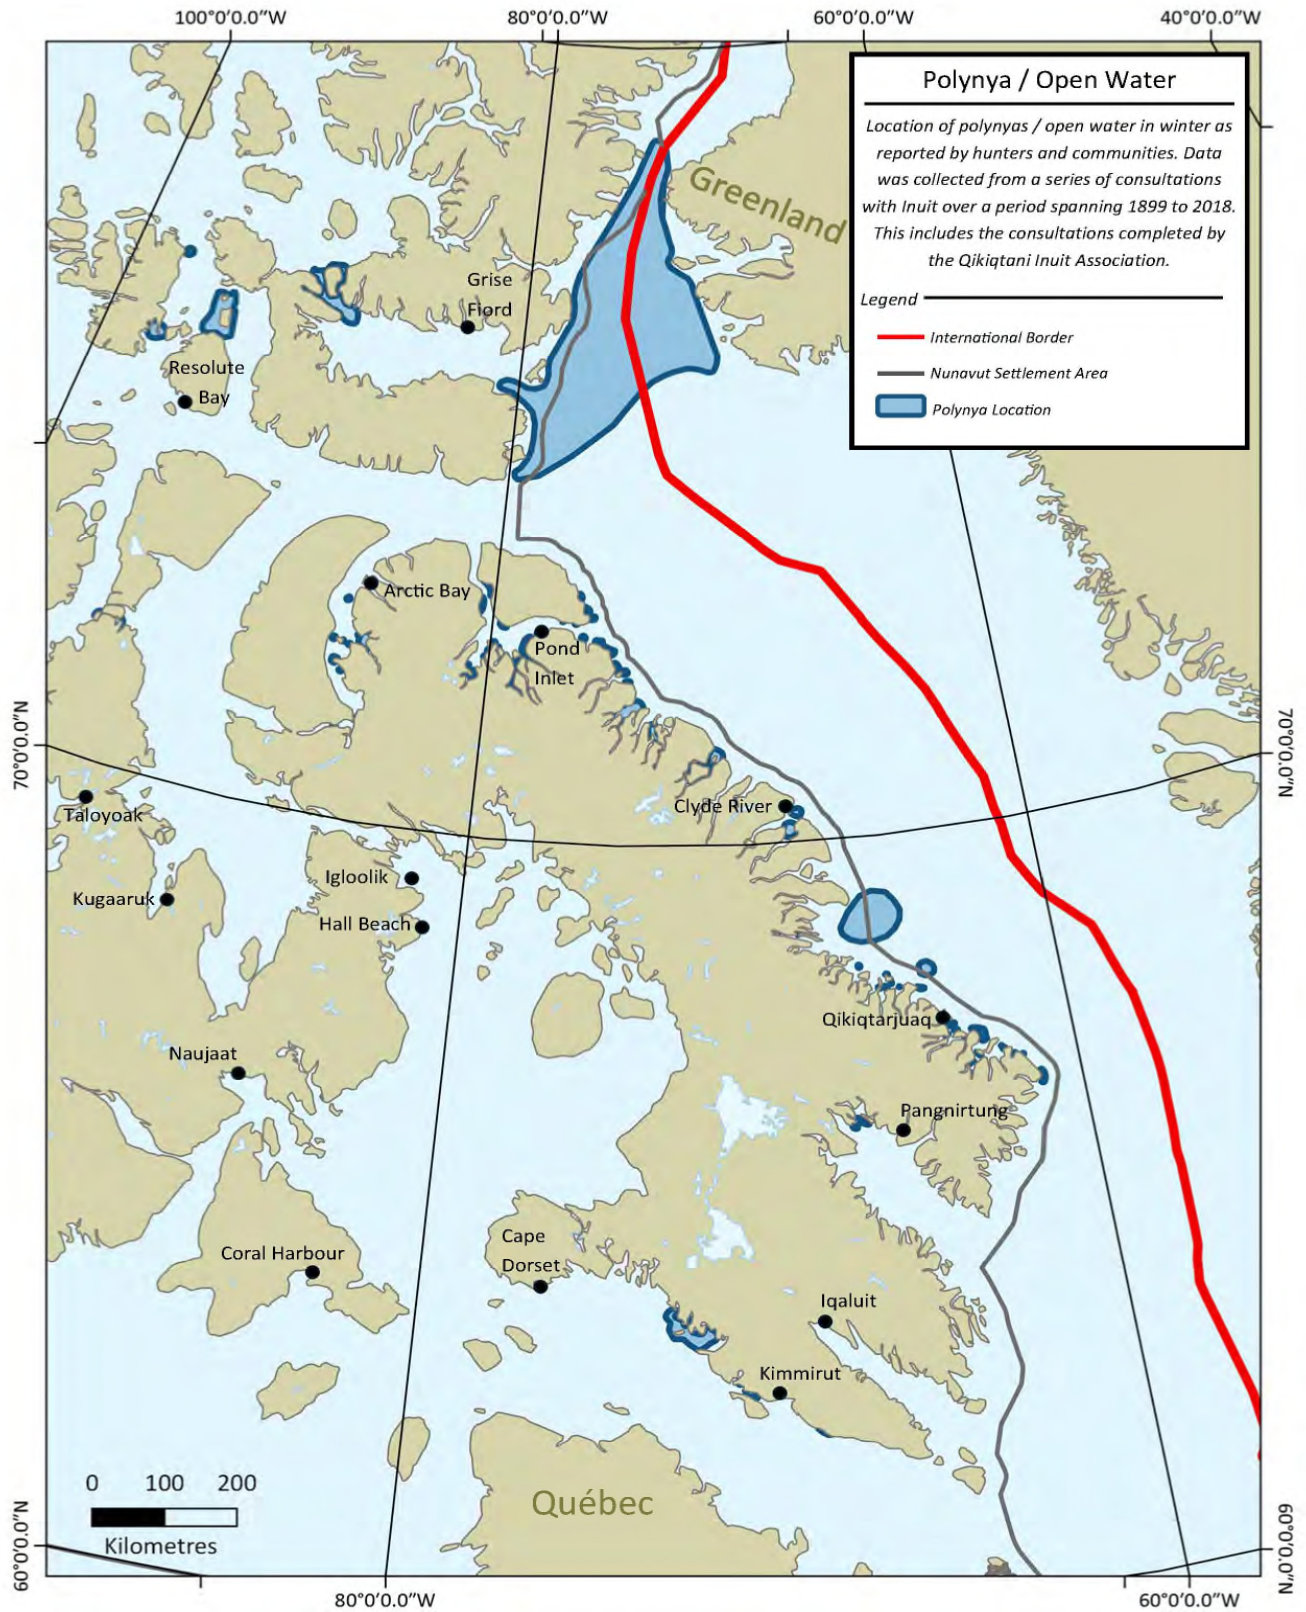 100°0'0.0"W
80°0'0.0"W
60°0'0.0"W
40°0'0.0"W
Polynya / Open Water
Location of polynyas / open water in winter as
reported by hunters and communities. Data
was collected from a series of consultations
with Inuit over a period spanning 1899 to 2018.
This includes the consultations completed by
the Qikiqtani Inuit Association.
Legend
International Border
Nunavut Settlement Area
Polynya Location
Greenland
Grise
Fiord
Resolute
Bay
Arctic Bay
Pond
Inlet
70°0'0.0"N
70°0'0.0"N
Clyde River
Taloyoak
Igloolik
Kugaaruk
Hall Beach
Qikiqtarjuaq
Naujaat
Pangnirtung
Cape
Dorset
Coral Harbour
Iqaluit
Kimmirut
0 100 200
Kilometres
Québec
60°0'0.0"N
60°0'0.0"N
80°0'0.0"W
60°0'0.0"W